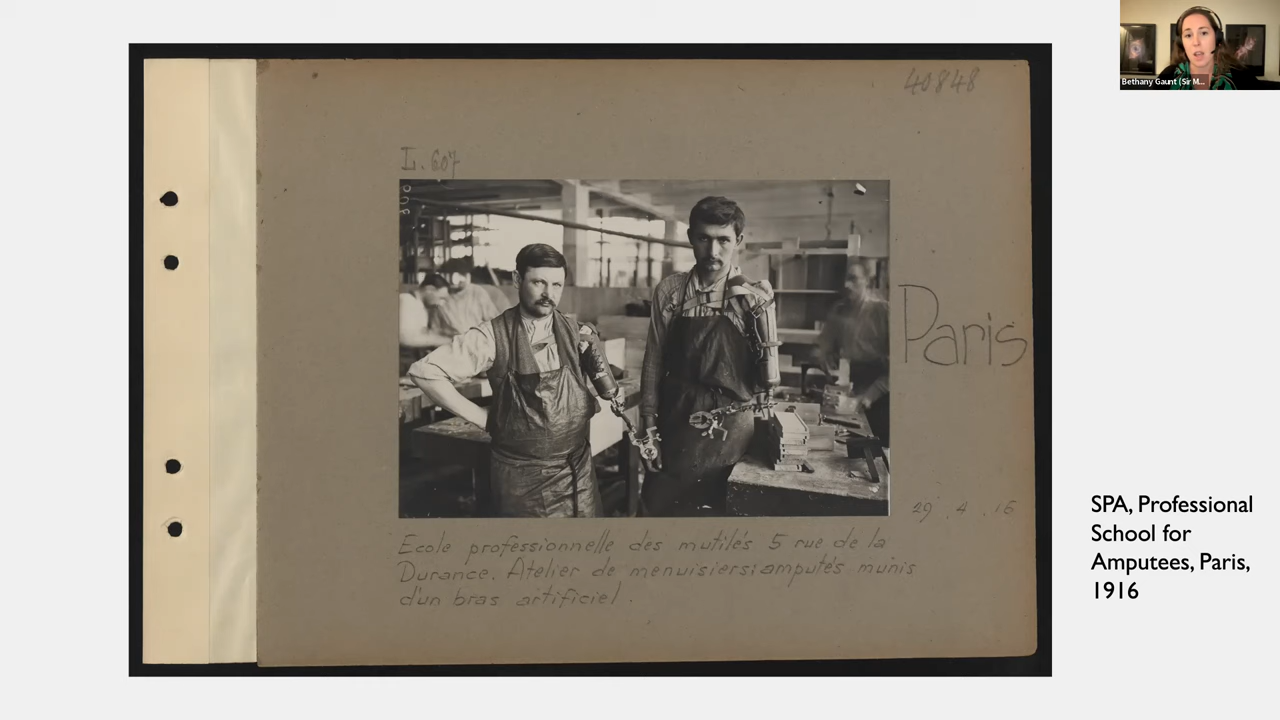 Bethany Gaunt (Sir M...
40848
L. 607
Paris
29 . 4 . 16
Ecole professionnelle des mutilés 5 rue de la
Durance. Atelier de menuisiers: amputés munis
d'un bras artificiel .
SPA, Professional
School for
Amputees, Paris,
1916